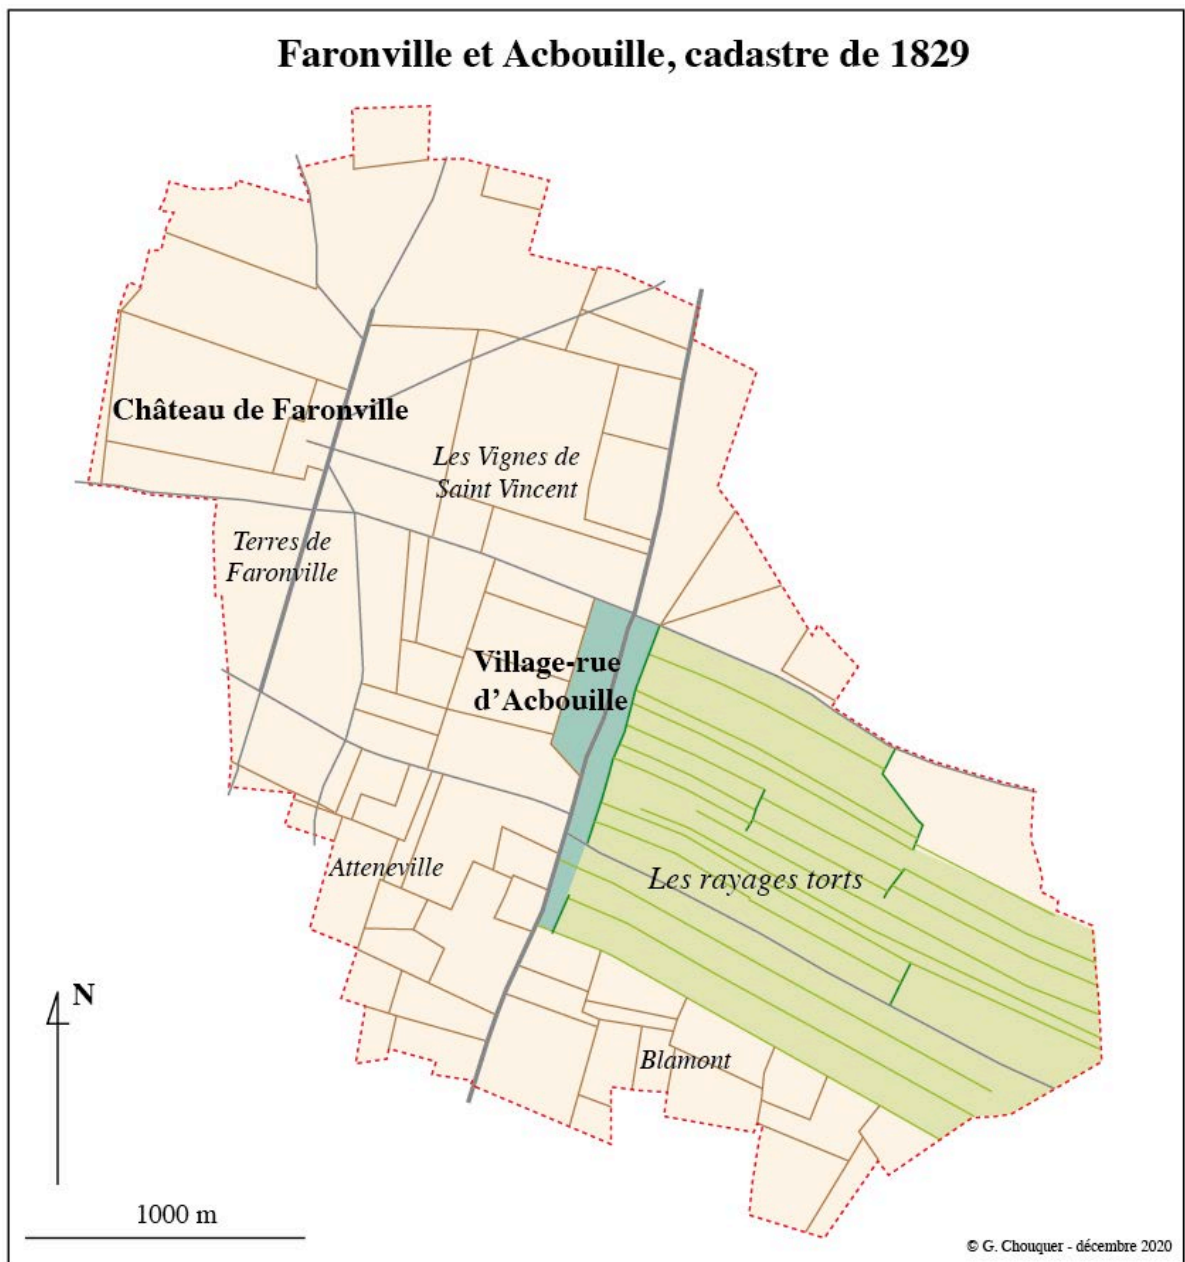 Faronville et Acbouille, cadastre de 1829
Château de Faronville
Les Vignes de
Saint Vincent
Terres de
Faronville
Village-rue
d’Acbouille
Atteneville
Les rayages torts
Blamont
N
1000 m
© G. Chouquer - décembre 2020